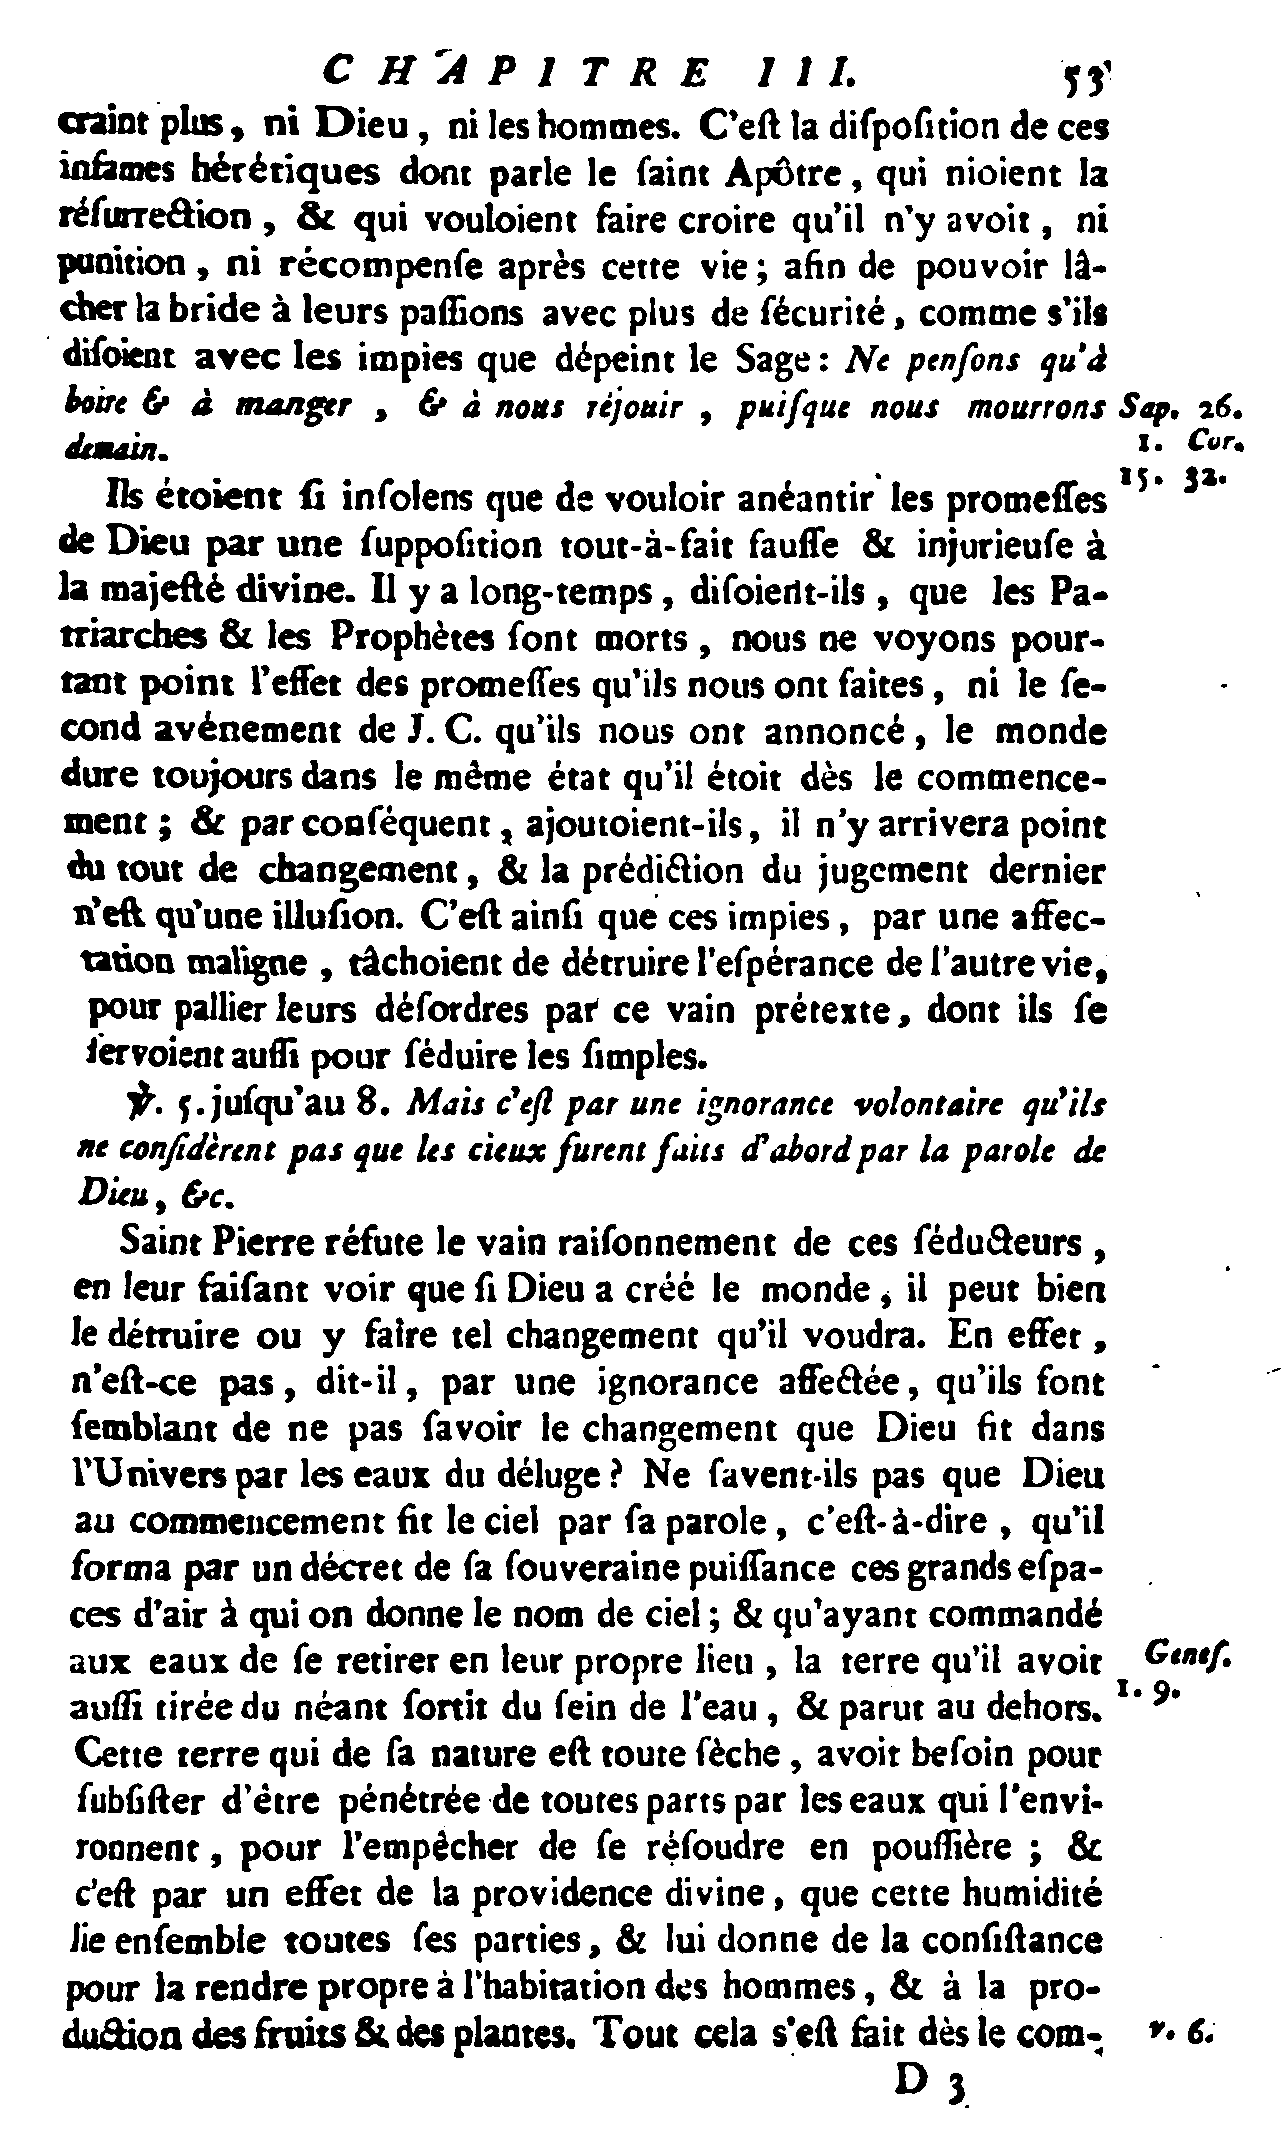 CHAPITRE III. 53
craint plus, ni Dieu, ni les hommes. C'eſt la diſpoſition de ces
infames hérétiques dont parle le ſaint Apôtre, qui nioient la
réſurrection, & qui vouloient faire croire qu'il n'y avoit, ni
punition, ni récompenſe après cette vie; afin de pouvoir lâ-
cher la bride à leurs paſſions avec plus de ſécurité, comme s'ils
diſoient avec les impies que dépeint le Sage: Ne penſons qu'à
boire & à manger, & à nous réjouir, puiſque nous mourrons
demain.
Sap. 26.
1. Cor.
15. 32.
Ils étoient ſi inſolens que de vouloir anéantir les promeſſes
de Dieu par une ſuppoſition tout-à-fait fauſſe & injurieuſe à
la majeſté divine. Il y a long-temps, diſoient-ils, que les Pa-
triarches & les Prophètes ſont morts, nous ne voyons pour-
tant point l'effet des promeſſes qu'ils nous ont faites, ni le ſe-
cond avénement de J. C. qu'ils nous ont annoncé, le monde
dure toujours dans le même état qu'il étoit dès le commence-
ment; & par conſéquent, ajoutoient-ils, il n'y arrivera point
du tout de changement, & la prédiction du jugement dernier
n'eſt qu'une illuſion. C'eſt ainſi que ces impies, par une affec-
tation maligne, tâchoient de détruire l'eſpérance de l'autre vie,
pour pallier leurs déſordres par ce vain prétexte, dont ils ſe
ſervoient auſſi pour ſéduire les ſimples.
℣. 5. juſqu'au 8. Mais c'eſt par une ignorance volontaire qu'ils
ne conſidèrent pas que les cieux furent faits d'abord par la parole de
Dieu, &c.
Saint Pierre réfute le vain raiſonnement de ces ſéducteurs,
en leur faiſant voir que ſi Dieu a créé le monde, il peut bien
le détruire ou y faire tel changement qu'il voudra. En effet,
n'eſt-ce pas, dit-il, par une ignorance affectée, qu'ils font
ſemblant de ne pas ſavoir le changement que Dieu fit dans
l'Univers par les eaux du déluge? Ne ſavent-ils pas que Dieu
au commencement fit le ciel par ſa parole, c'eſt-à-dire, qu'il
forma par un décret de ſa ſouveraine puiſſance ces grands eſpa-
ces d'air à qui on donne le nom de ciel; & qu'ayant commandé
aux eaux de ſe retirer en leur propre lieu, la terre qu'il avoit
auſſi tirée du néant ſortit du ſein de l'eau, & parut au dehors.
Geneſ.
1. 9.
Cette terre qui de ſa nature eſt toute ſèche, avoit beſoin pour
ſubſiſter d'être pénétrée de toutes parts par les eaux qui l'envi-
ronnent, pour l'empêcher de ſe réſoudre en pouſſière; &
c'eſt par un effet de la providence divine, que cette humidité
lie enſemble toutes ſes parties, & lui donne de la conſiſtance
pour la rendre propre à l'habitation des hommes, & à la pro-
duction des fruits & des plantes. Tout cela s'eſt fait dès le com-
v. 6.
D 3